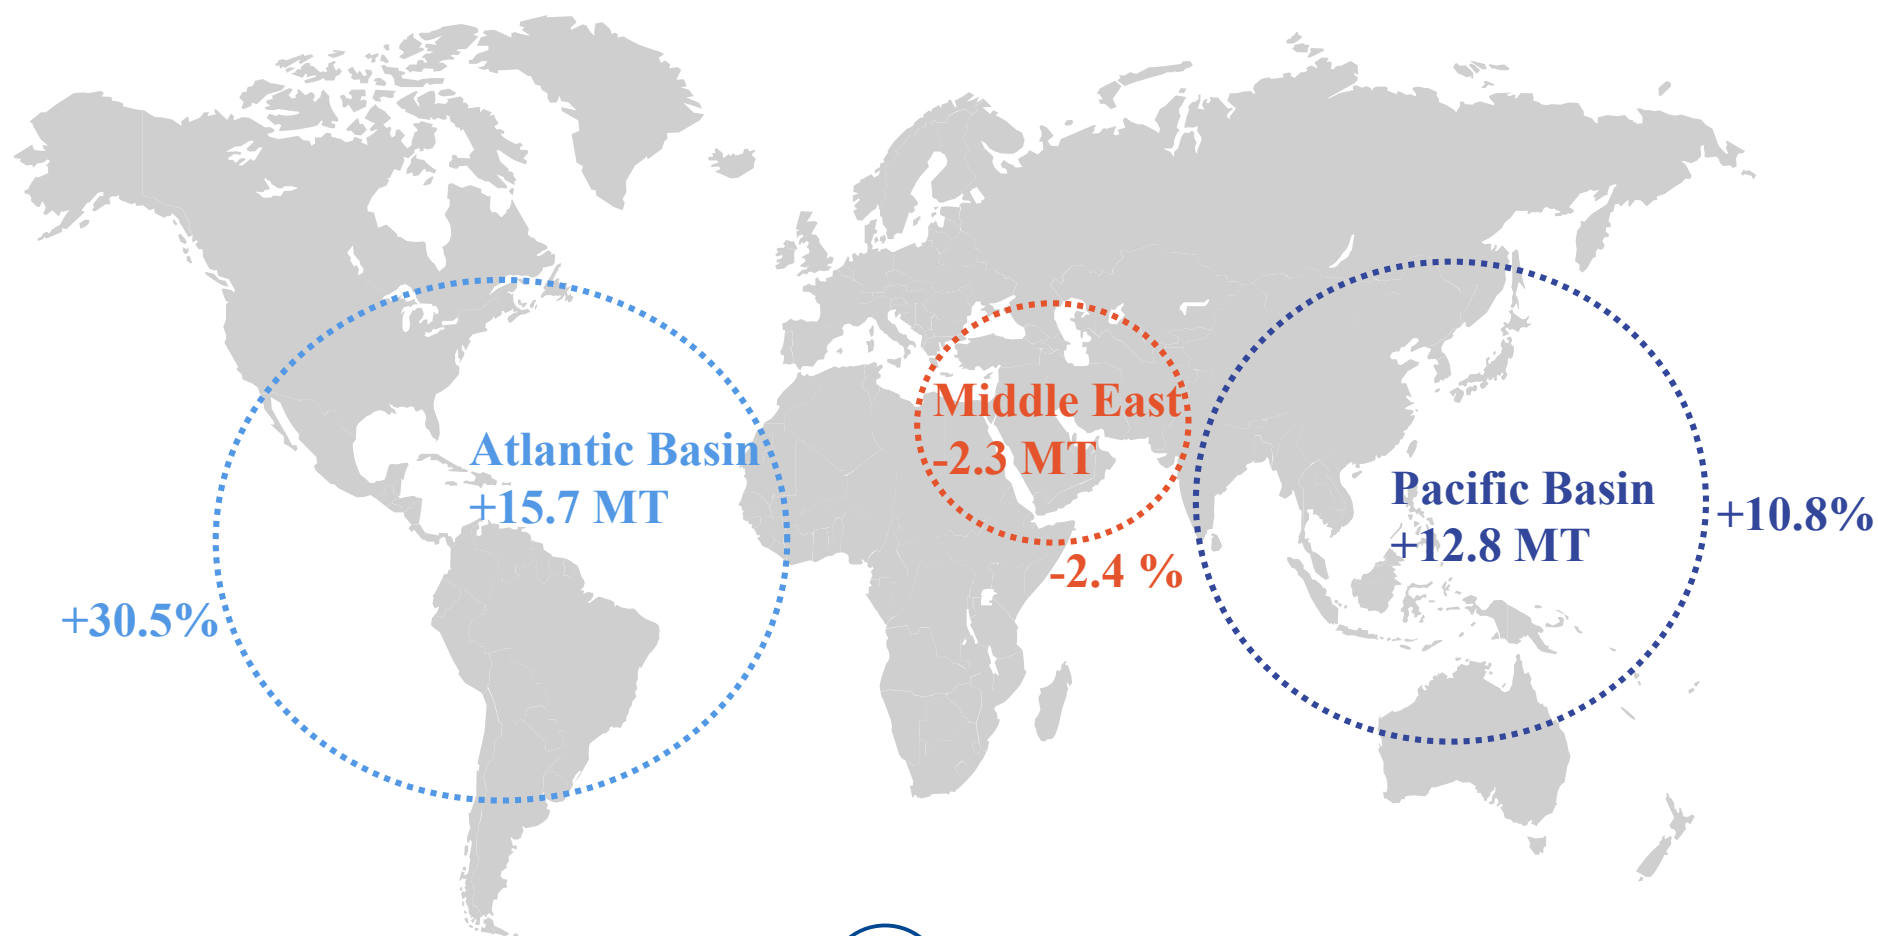 Middle East
-2.3 MT
-2.4 %
Atlantic Basin
+15.7 MT
+30.5%
Pacific Basin
+12.8 MT
+10.8%